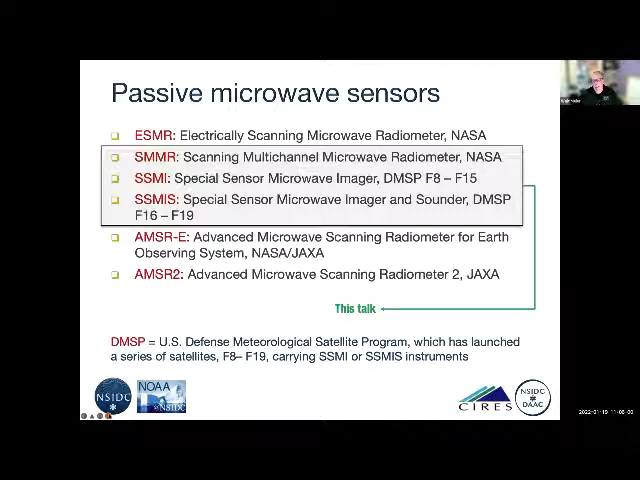 Passive microwave sensors
ESMR: Electrically Scanning Microwave Radiometer, NASA
SMMR: Scanning Multichannel Microwave Radiometer, NASA
SSMI: Special Sensor Microwave Imager, DMSP F8 – F15
SSMIS: Special Sensor Microwave Imager and Sounder, DMSP
F16 – F19
AMSR-E: Advanced Microwave Scanning Radiometer for Earth
Observing System, NASA/JAXA
AMSR2: Advanced Microwave Scanning Radiometer 2, JAXA
This talk
DMSP = U.S. Defense Meteorological Satellite Program, which has launched
a series of satellites, F8– F19, carrying SSMI or SSMIS instruments
NSIDC
NOAA
@NSIDC
CIRES
NSIDC
DAAC